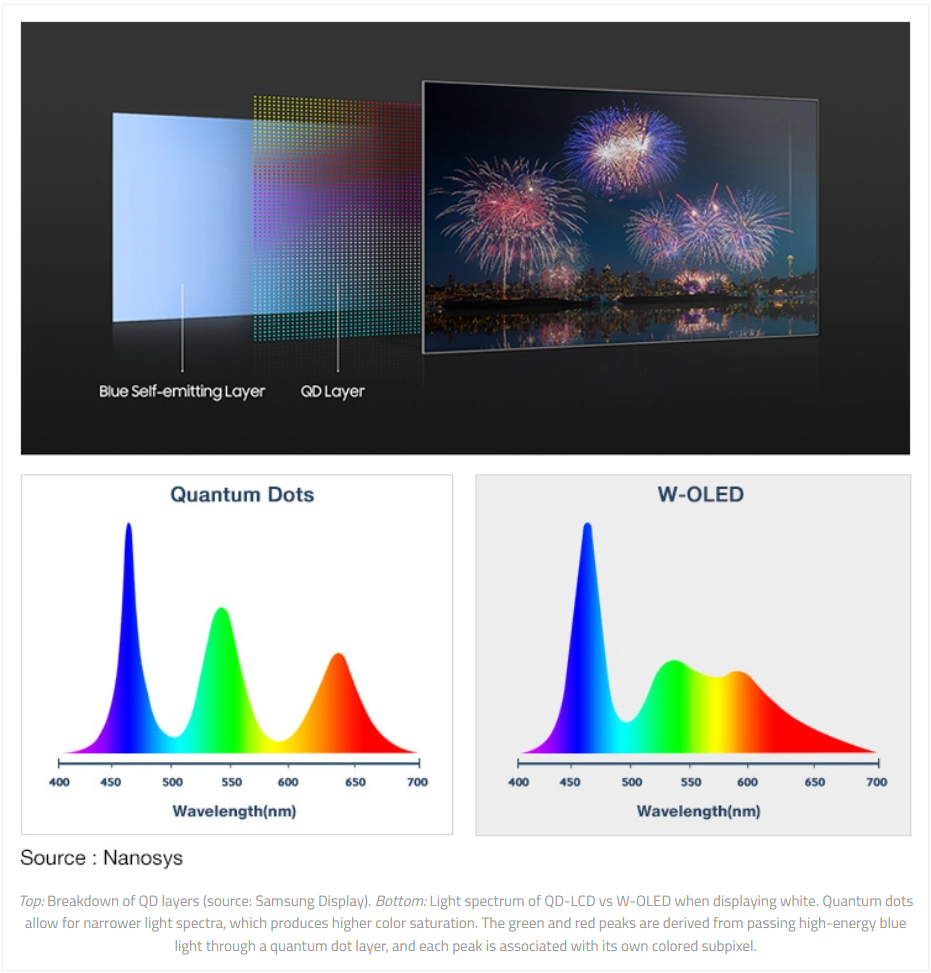 Blue Self-emitting Layer QD Layer
Quantum Dots
400 450 500 550 600 650 700
Wavelength(nm)
W-OLED
400 450 500 550 600 650 700
Wavelength(nm)
Source : Nanosys
Top: Breakdown of QD layers (source: Samsung Display). Bottom: Light spectrum of QD-LCD vs W-OLED when displaying white. Quantum dots
allow for narrower light spectra, which produces higher color saturation. The green and red peaks are derived from passing high-energy blue
light through a quantum dot layer, and each peak is associated with its own colored subpixel.